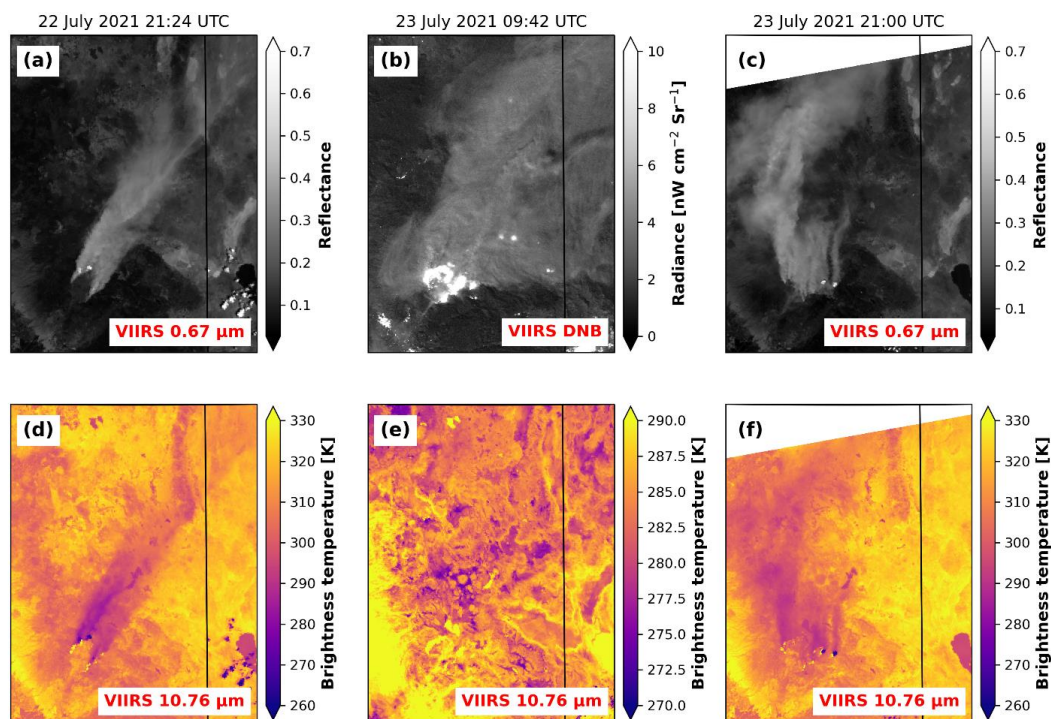 22 July 2021 21:24 UTC
23 July 2021 09:42 UTC
23 July 2021 21:00 UTC
(a)
0.7
0.6
0.5
0.4
0.3
0.2
0.1
Reflectance
VIIRS 0.67 µm
(b)
10
8
6
4
2
0
Radiance [nW cm⁻² Sr⁻¹]
VIIRS DNB
(c)
0.7
0.6
0.5
0.4
0.3
0.2
0.1
Reflectance
VIIRS 0.67 µm
(d)
330
320
310
300
290
280
270
260
Brightness temperature [K]
VIIRS 10.76 µm
(e)
290.0
287.5
285.0
282.5
280.0
277.5
275.0
272.5
270.0
Brightness temperature [K]
VIIRS 10.76 µm
(f)
330
320
310
300
290
280
270
260
Brightness temperature [K]
VIIRS 10.76 µm